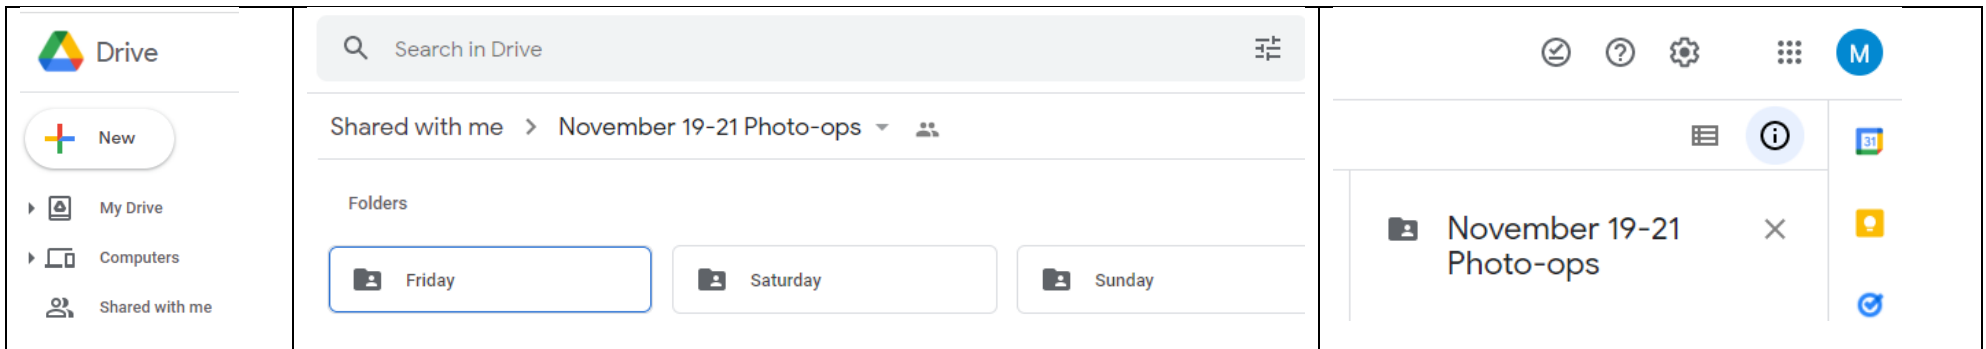 Drive
New
My Drive
Computers
Shared with me
Search in Drive
Shared with me > November 19-21 Photo-ops
Folders
Friday
Saturday
Sunday
M
31
November 19-21
Photo-ops